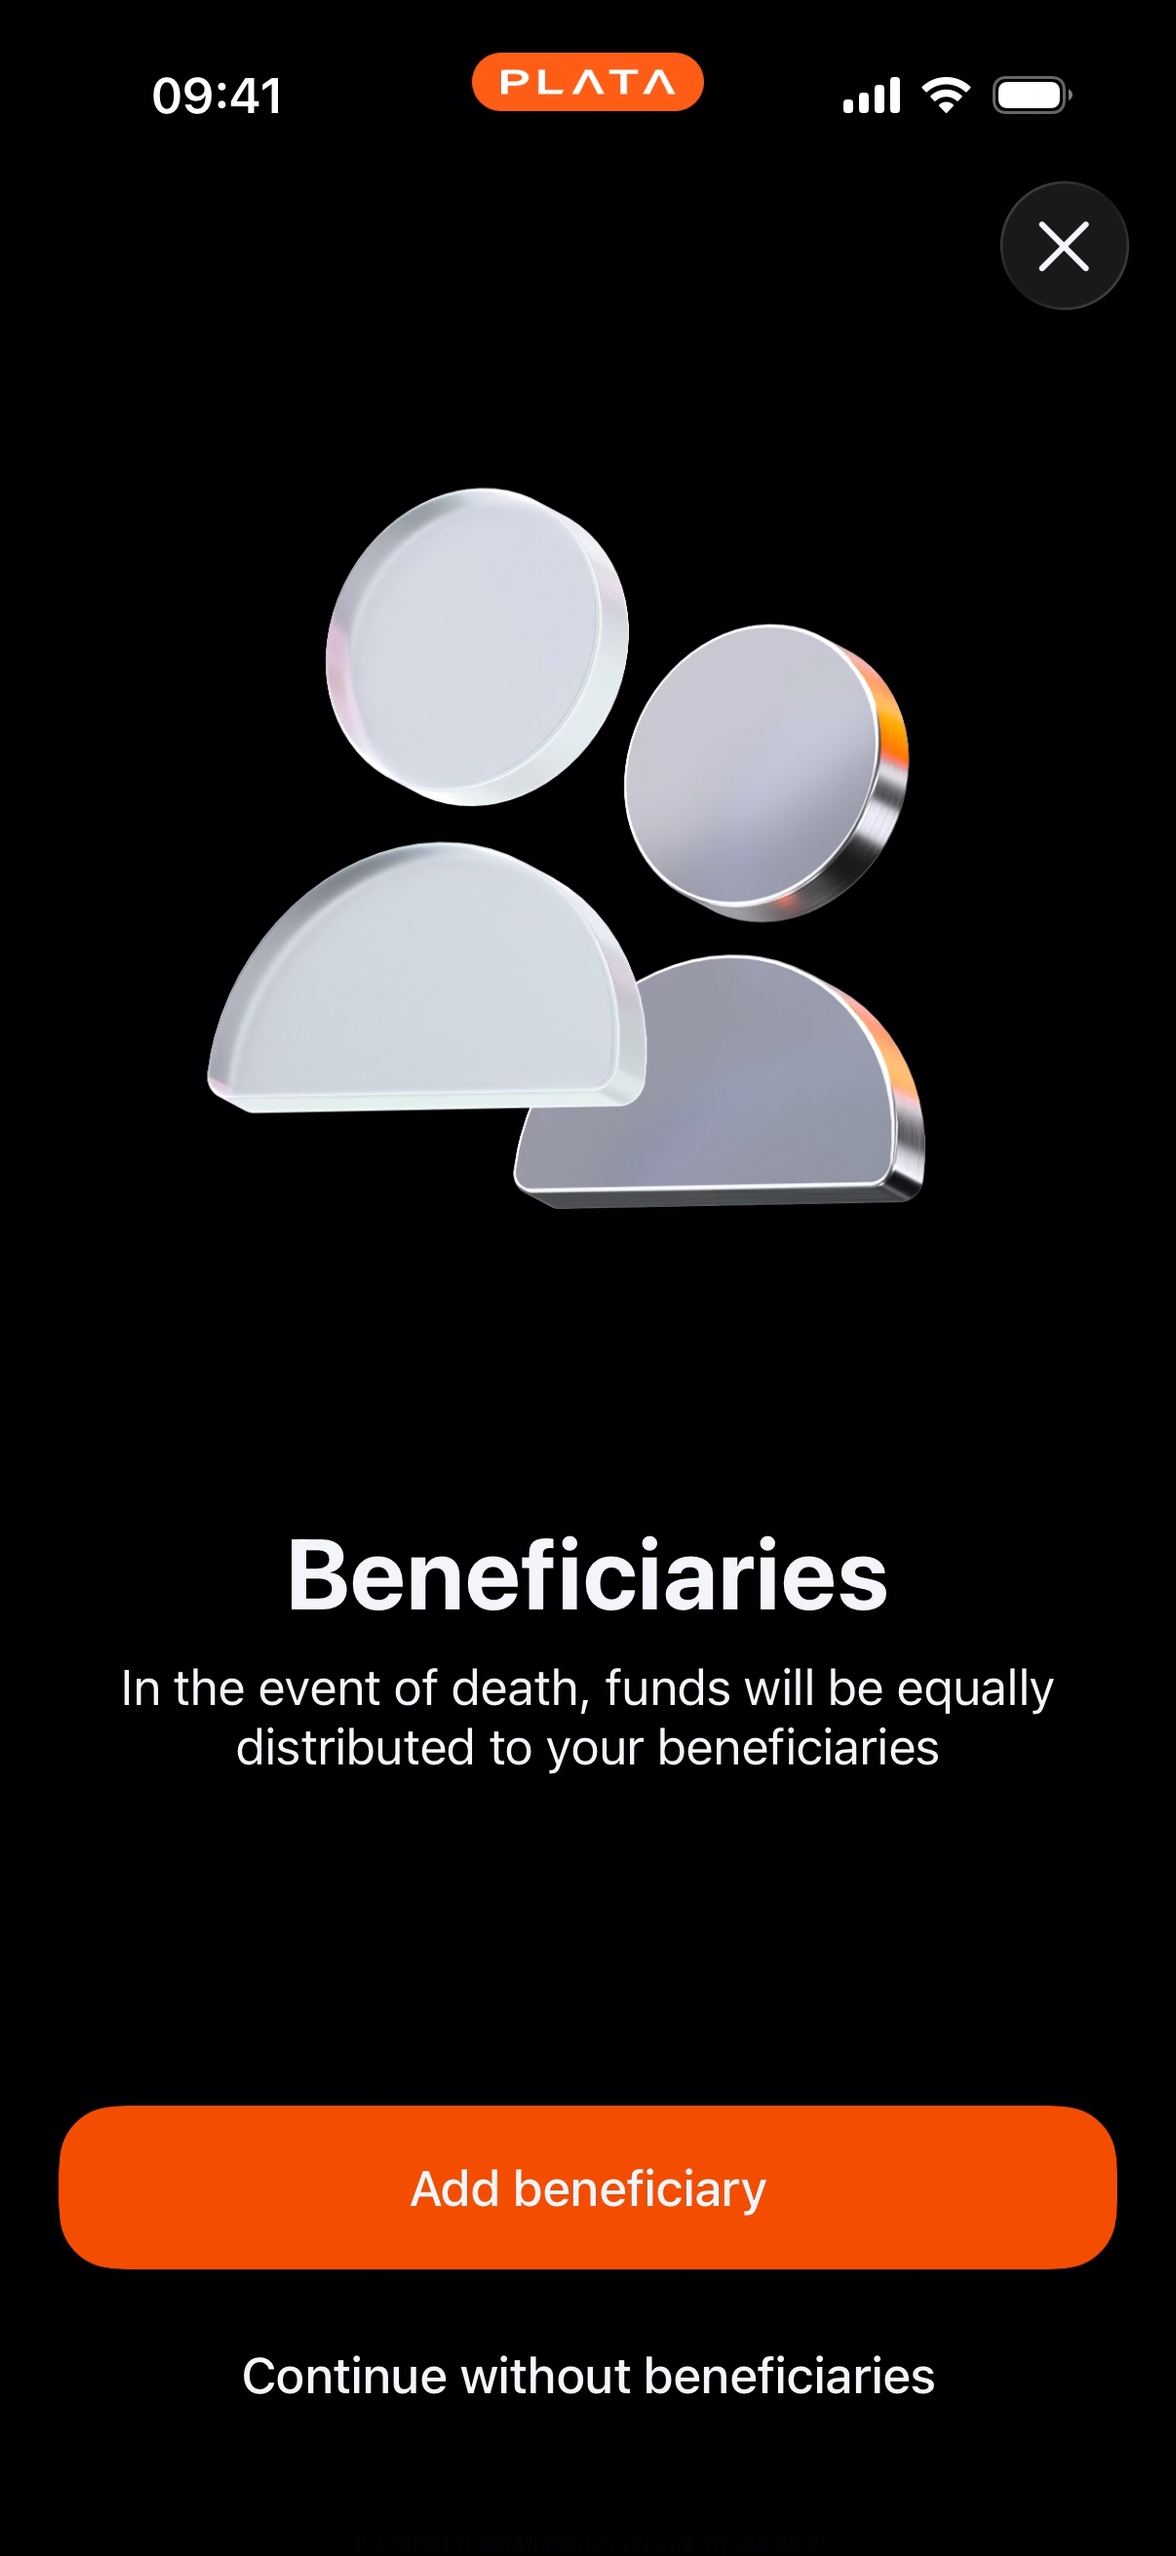 09:41
PLATA
Beneficiaries
In the event of death, funds will be equally
distributed to your beneficiaries
Add beneficiary
Continue without beneficiaries